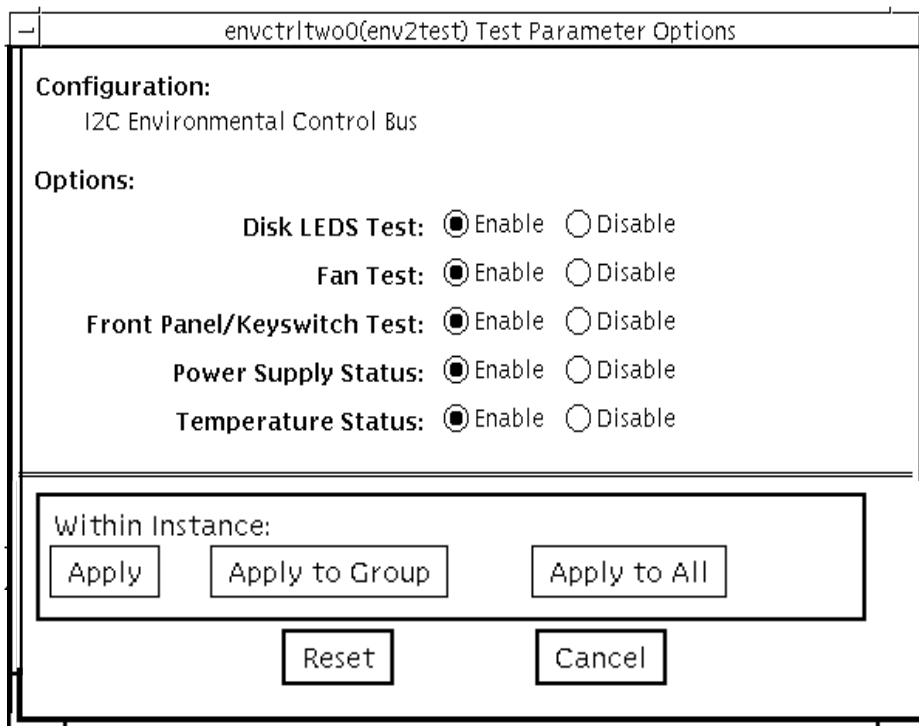 envctrltwo0(env2test) Test Parameter Options
Configuration:
I2C Environmental Control Bus
Options:
Disk LEDS Test: Enable Disable
Fan Test: Enable Disable
Front Panel/Keyswitch Test: Enable Disable
Power Supply Status: Enable Disable
Temperature Status: Enable Disable
Within Instance:
Apply Apply to Group Apply to All
Reset Cancel